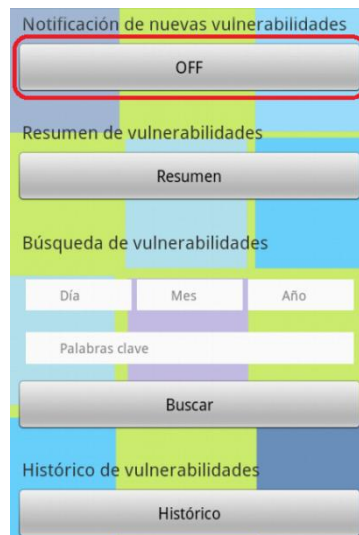 Notificación de nuevas vulnerabilidades
OFF
Resumen de vulnerabilidades
Resumen
Búsqueda de vulnerabilidades
Día Mes Año
Palabras clave
Buscar
Histórico de vulnerabilidades
Histórico